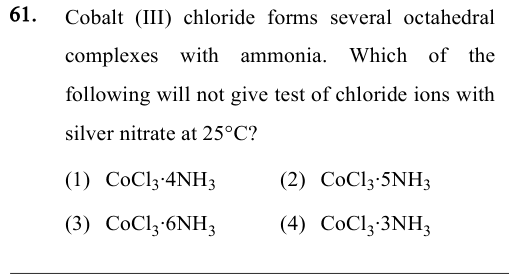 61. Cobalt (III) chloride forms several octahedral
complexes with ammonia. Which of the
following will not give test of chloride ions with
silver nitrate at 25°C?
(1) CoCl₃·4NH₃ (2) CoCl₃·5NH₃
(3) CoCl₃·6NH₃ (4) CoCl₃·3NH₃